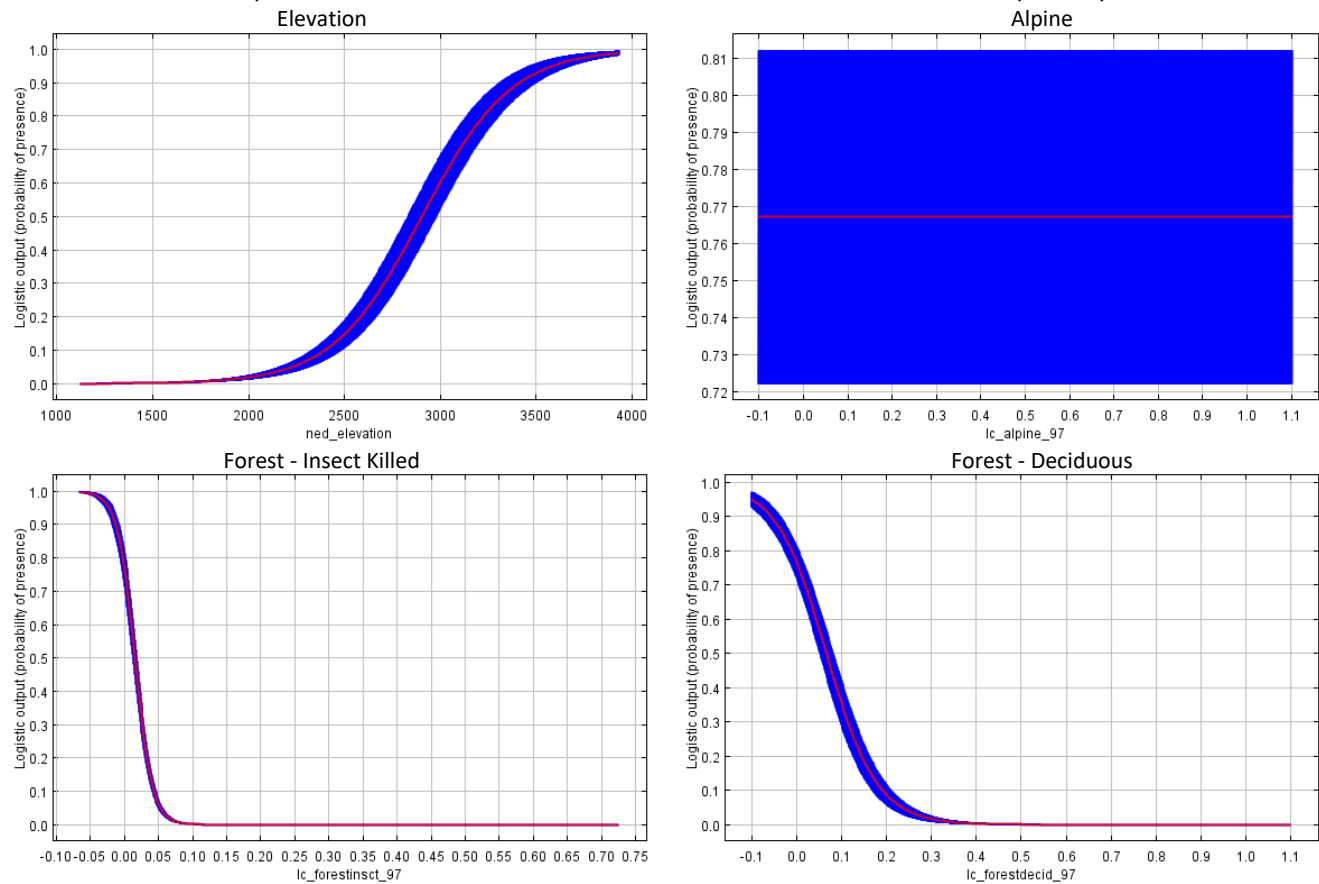 Elevation
Logistic output (probability of presence)
1.0
0.9
0.8
0.7
0.6
0.5
0.4
0.3
0.2
0.1
0.0
1000 1500 2000 2500 3000 3500 4000
ned_elevation
Alpine
Logistic output (probability of presence)
0.81
0.80
0.79
0.78
0.77
0.76
0.75
0.74
0.73
0.72
-0.1 0.0 0.1 0.2 0.3 0.4 0.5 0.6 0.7 0.8 0.9 1.0 1.1
lc_alpine_97
Forest - Insect Killed
Logistic output (probability of presence)
1.0
0.9
0.8
0.7
0.6
0.5
0.4
0.3
0.2
0.1
0.0
-0.10 -0.05 0.00 0.05 0.10 0.15 0.20 0.25 0.30 0.35 0.40 0.45 0.50 0.55 0.60 0.65 0.70 0.75
lc_forestinsct_97
Forest - Deciduous
Logistic output (probability of presence)
1.0
0.9
0.8
0.7
0.6
0.5
0.4
0.3
0.2
0.1
0.0
-0.1 0.0 0.1 0.2 0.3 0.4 0.5 0.6 0.7 0.8 0.9 1.0 1.1
lc_forestdecid_97